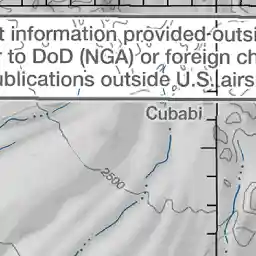 t information provided outsi
r to DoD (NGA) or foreign ch
ublications outside U.S. airs
Cubabi
2500